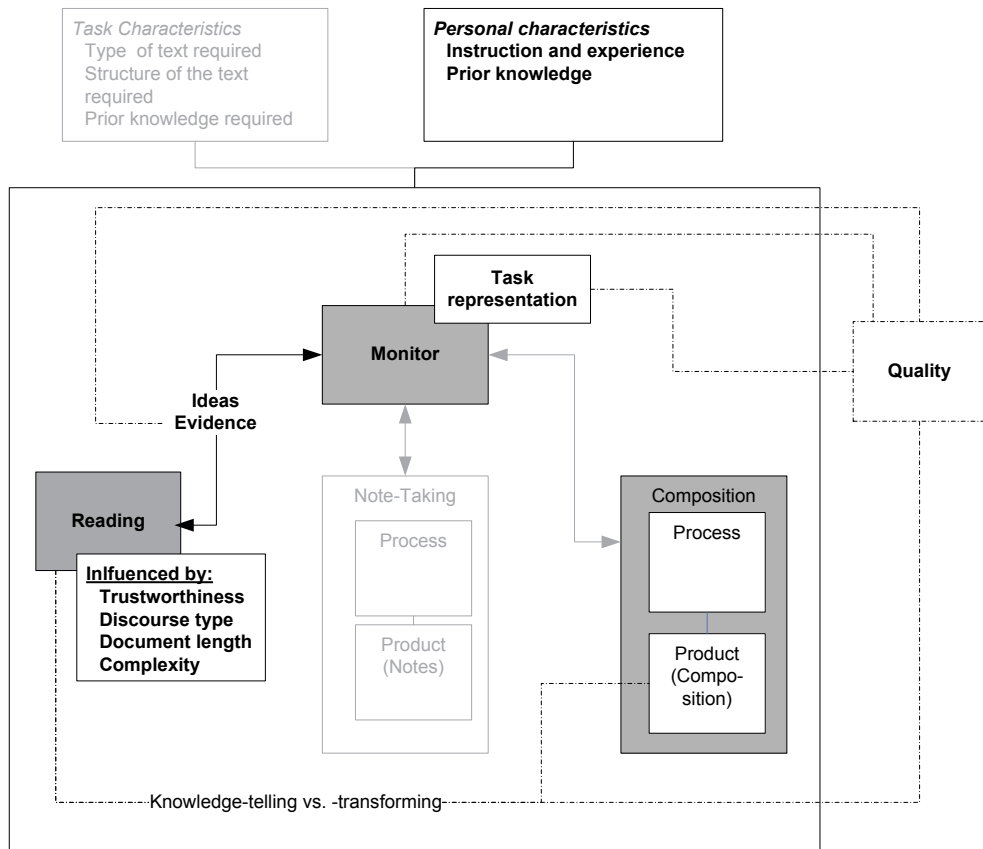 Task Characteristics
Type of text required
Structure of the text
required
Prior knowledge required
Personal characteristics
Instruction and experience
Prior knowledge
Task
representation
Monitor
Quality
Ideas
Evidence
Reading
Inlfuenced by:
Trustworthiness
Discourse type
Document length
Complexity
Note-Taking
Process
Product
(Notes)
Composition
Process
Product
(Compo-
sition)
Knowledge-telling vs. -transforming